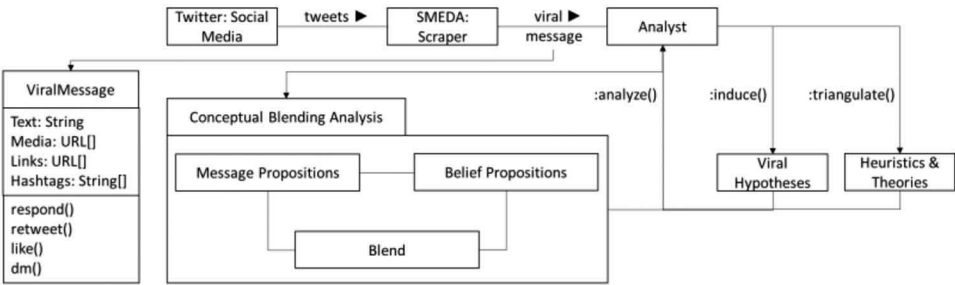 Twitter: Social
Media
tweets ▶
SMEDA:
Scraper
viral ▶
message
Analyst
ViralMessage
Text: String
Media: URL[]
Links: URL[]
Hashtags: String[]
respond()
retweet()
like()
dm()
Conceptual Blending Analysis
Message Propositions
Belief Propositions
Blend
:analyze()
:induce()
:triangulate()
Viral
Hypotheses
Heuristics &
Theories